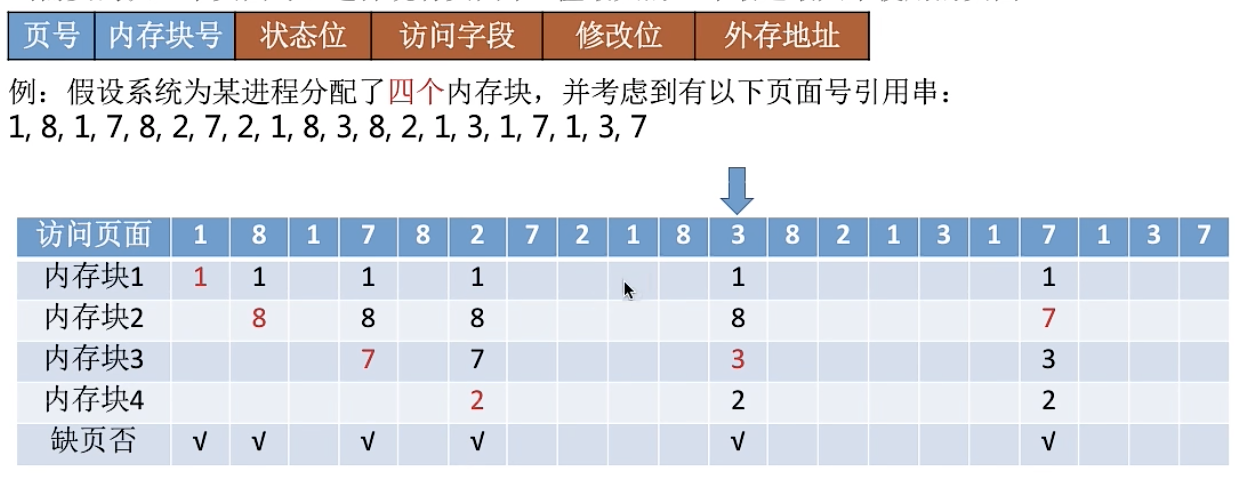 页号 内存块号 状态位 访问字段 修改位 外存地址
例：假设系统为某进程分配了四个内存块，并考虑到有以下页面号引用串：
1, 8, 1, 7, 8, 2, 7, 2, 1, 8, 3, 8, 2, 1, 3, 1, 7, 1, 3, 7
访问页面 1 8 1 7 8 2 7 2 1 8 3 8 2 1 3 1 7 1 3 7
内存块1 1 1 1 1 1 1
内存块2 8 8 8 8 7
内存块3 7 7 3 3
内存块4 2 2 2
缺页否 √ √ √ √ √ √